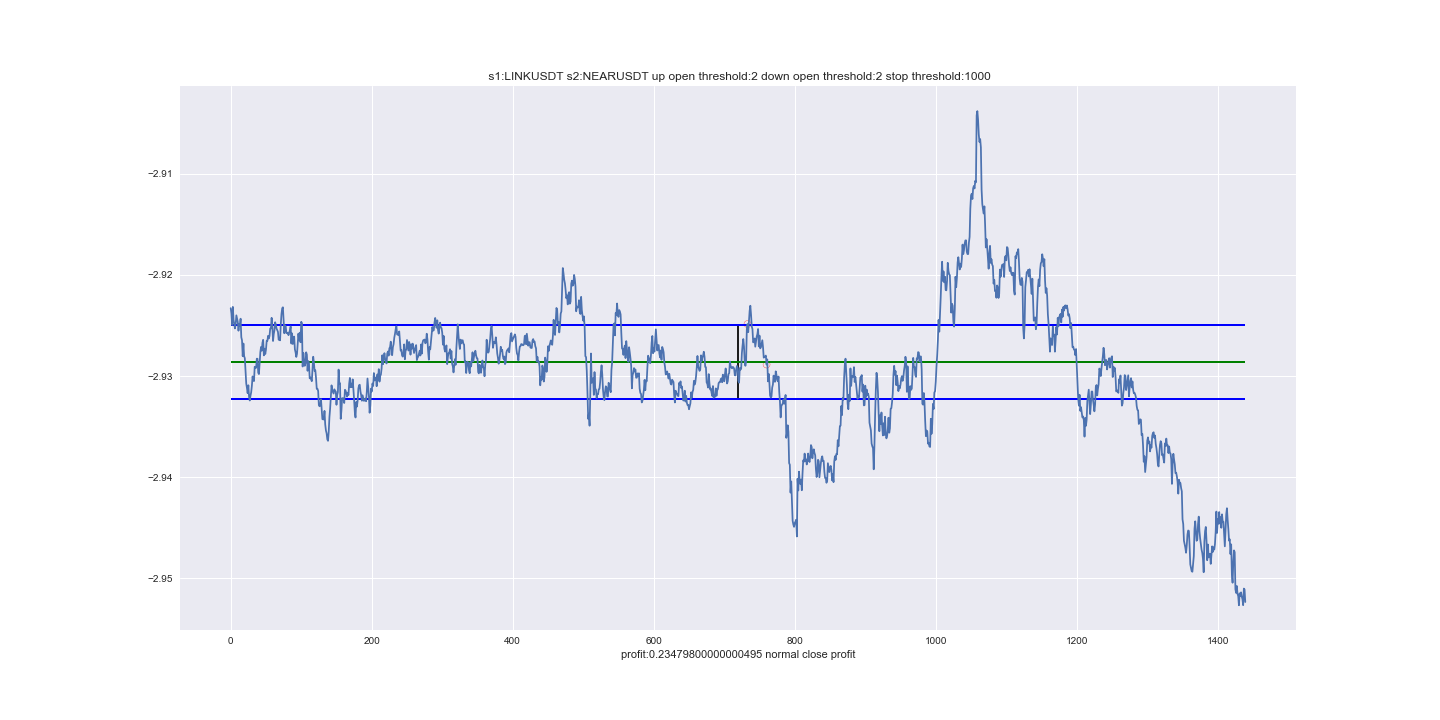 s1:LINKUSDT s2:NEARUSDT up open threshold:2 down open threshold:2 stop threshold:1000
−2.91
−2.92
−2.93
−2.94
−2.95
0 200 400 600 800 1000 1200 1400
profit:0.23479800000000495 normal close profit